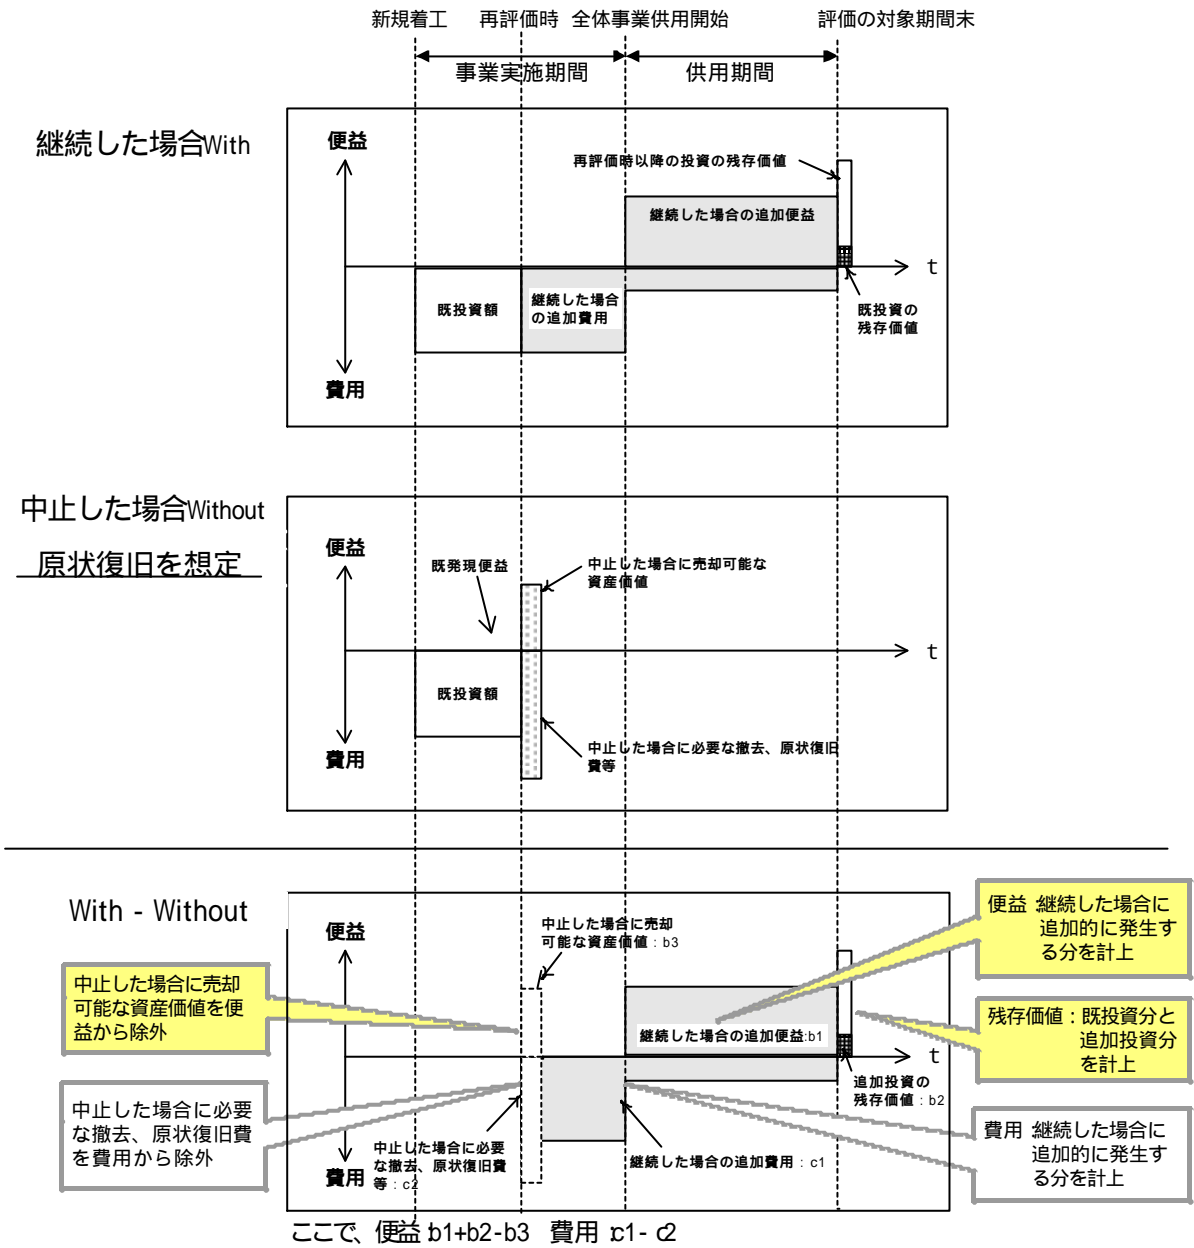 新規着工 再評価時 全体事業供用開始 評価の対象期間末
事業実施期間 供用期間
継続した場合With
便益
再評価時以降の投資の残存価値
継続した場合の追加便益
t
既投資額
継続した場合
の追加費用
既投資の
残存価値
費用
中止した場合Without
原状復旧を想定
便益
既発現便益
中止した場合に売却可能な
資産価値
t
既投資額
中止した場合に必要な撤去、原状復旧
費等
費用
With - Without
便益
中止した場合に売却
可能な資産価値：b3
便益：継続した場合に
追加的に発生す
る分を計上
中止した場合に売却
可能な資産価値を便
益から除外
継続した場合の追加便益:b1
残存価値：既投資分と
追加投資分
を計上
t
追加投資の
残存価値：b2
中止した場合に必要
な撤去、原状復旧費
を費用から除外
中止した場合に必要
な撤去、原状復旧費
等：c2
継続した場合の追加費用：c1
費用：継続した場合に
追加的に発生す
る分を計上
費用
ここで、便益:b1+b2-b3 費用:c1- c2